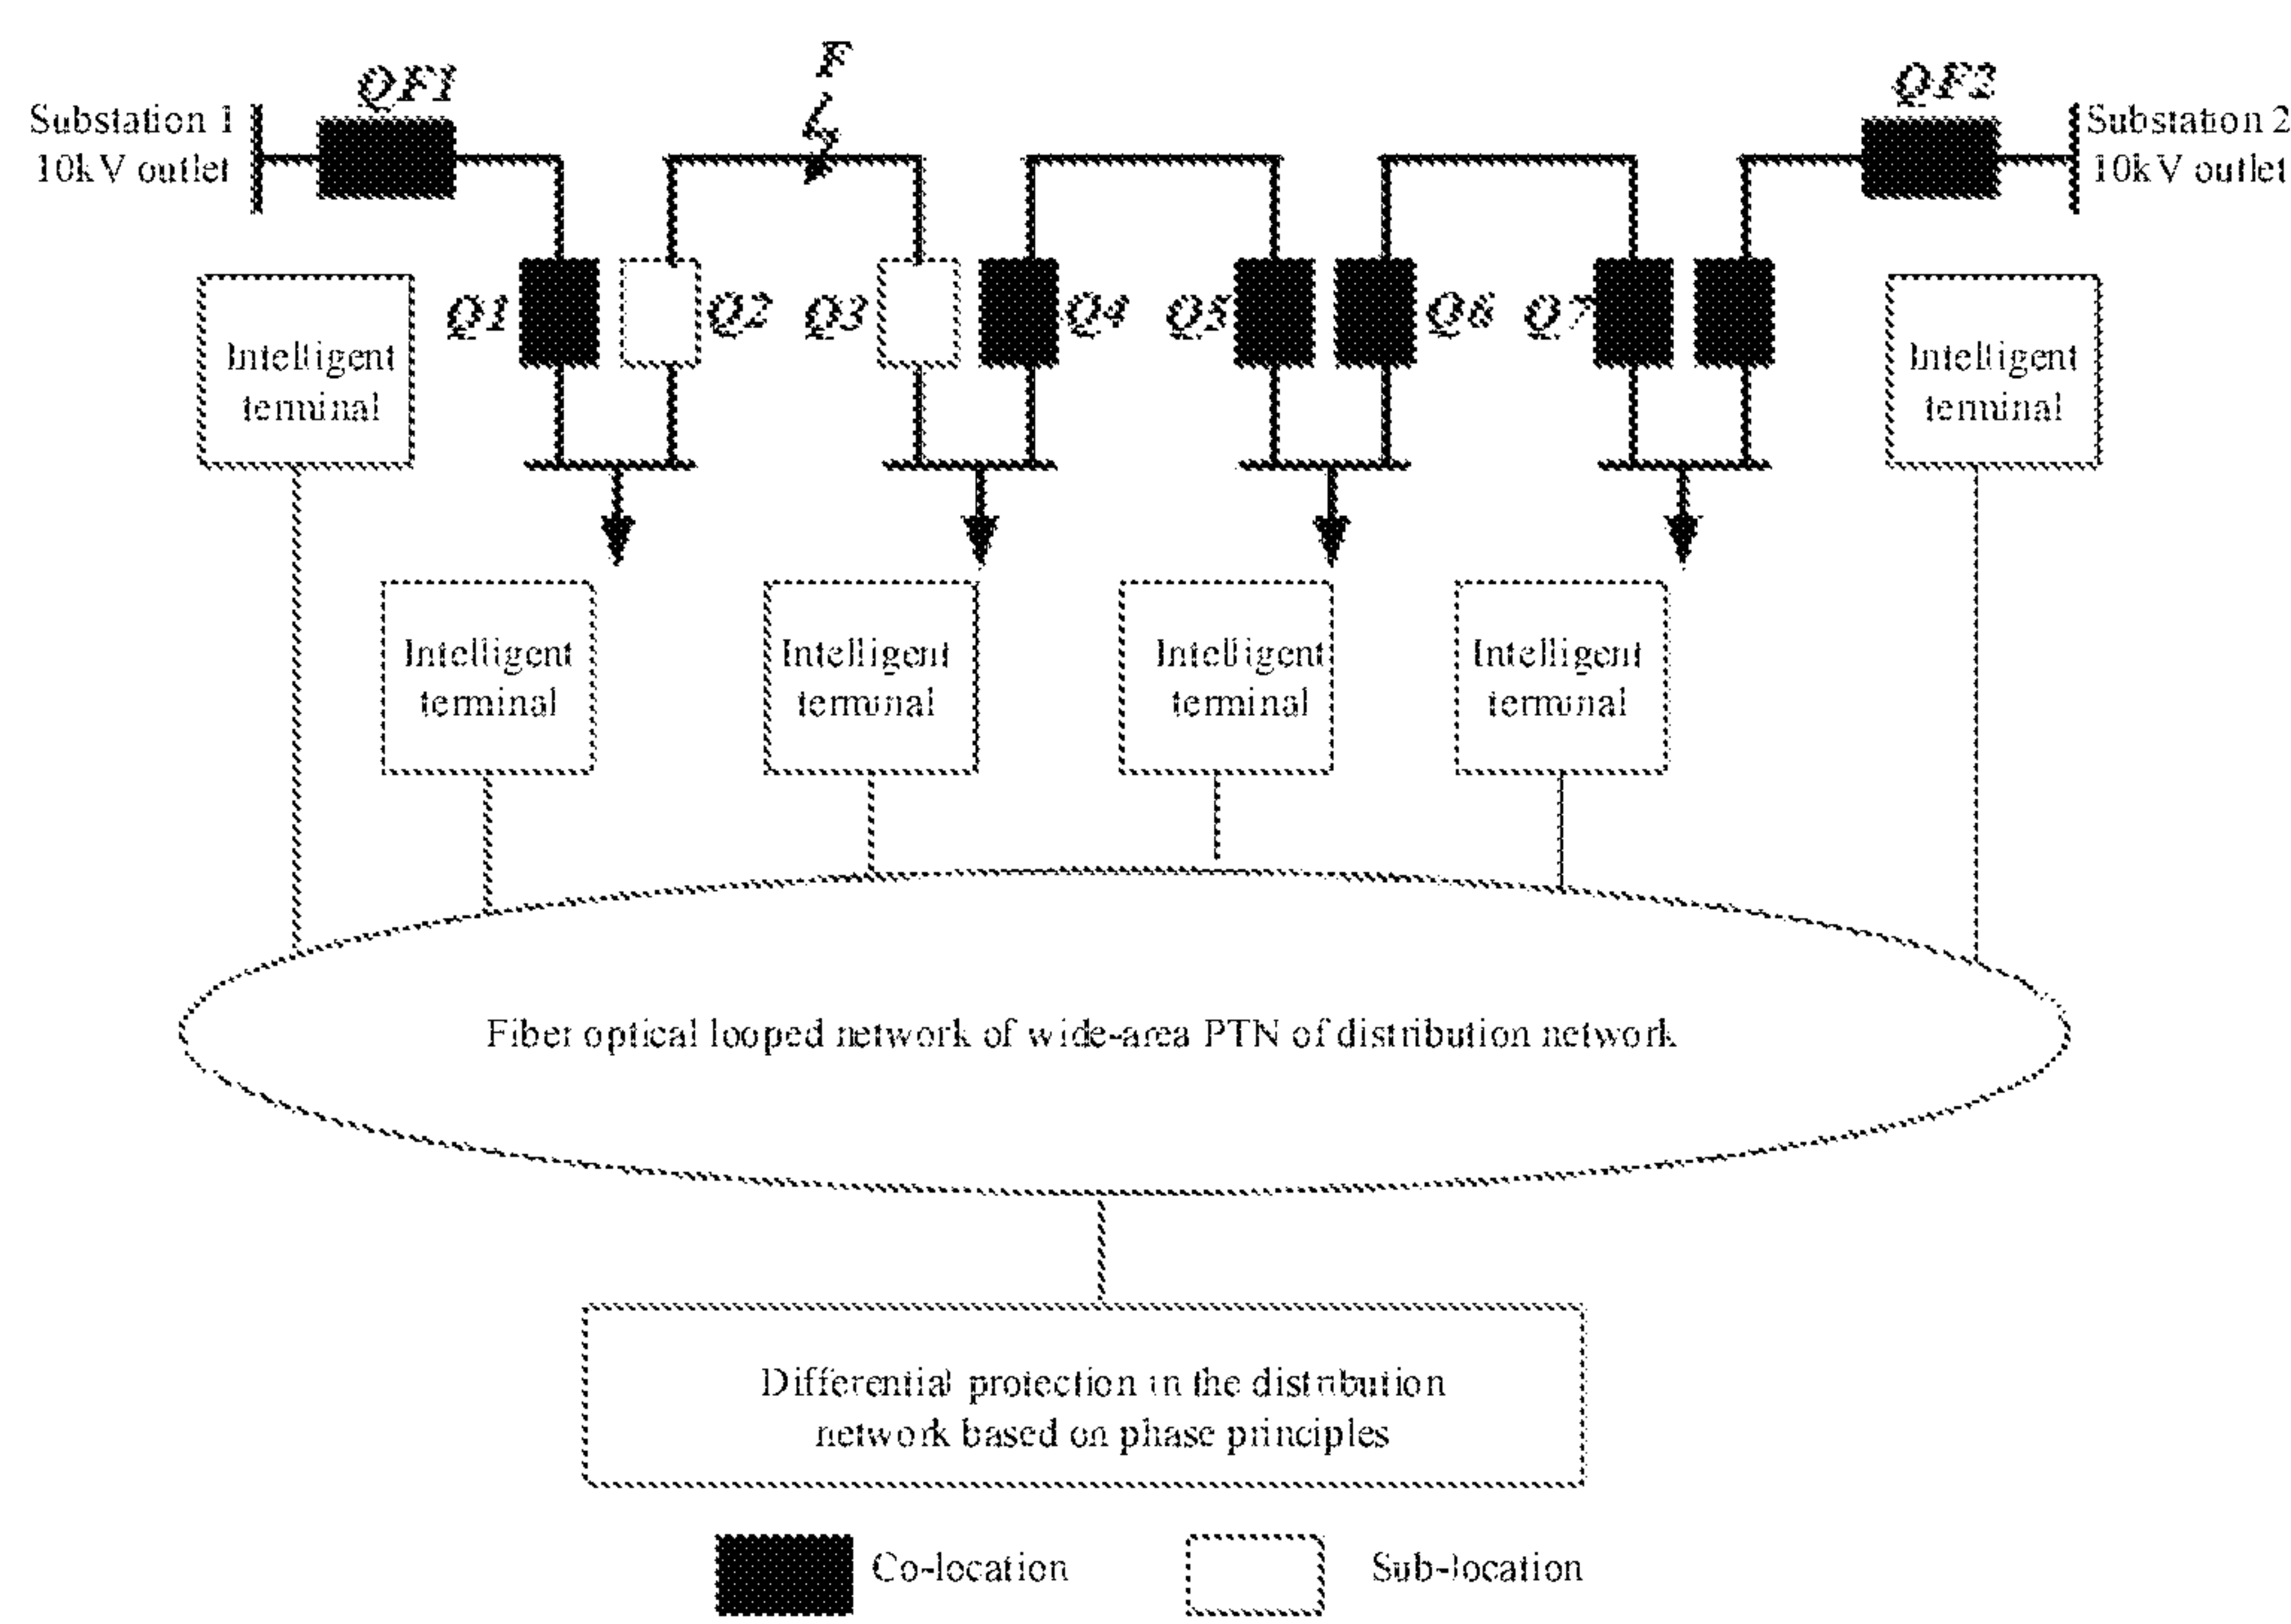 F
QF1
QF2
Substation 1
10kV outlet
Substation 2
10kV outlet
Q1
Q2
Q3
Q4
Q5
Q6
Q7
Intelligent
terminal
Intelligent
terminal
Intelligent
terminal
Intelligent
terminal
Intelligent
terminal
Intelligent
terminal
Fiber optical looped network of wide-area PTN of distribution network
Differential protection in the distribution
network based on phase principles
Co-location
Sub-location